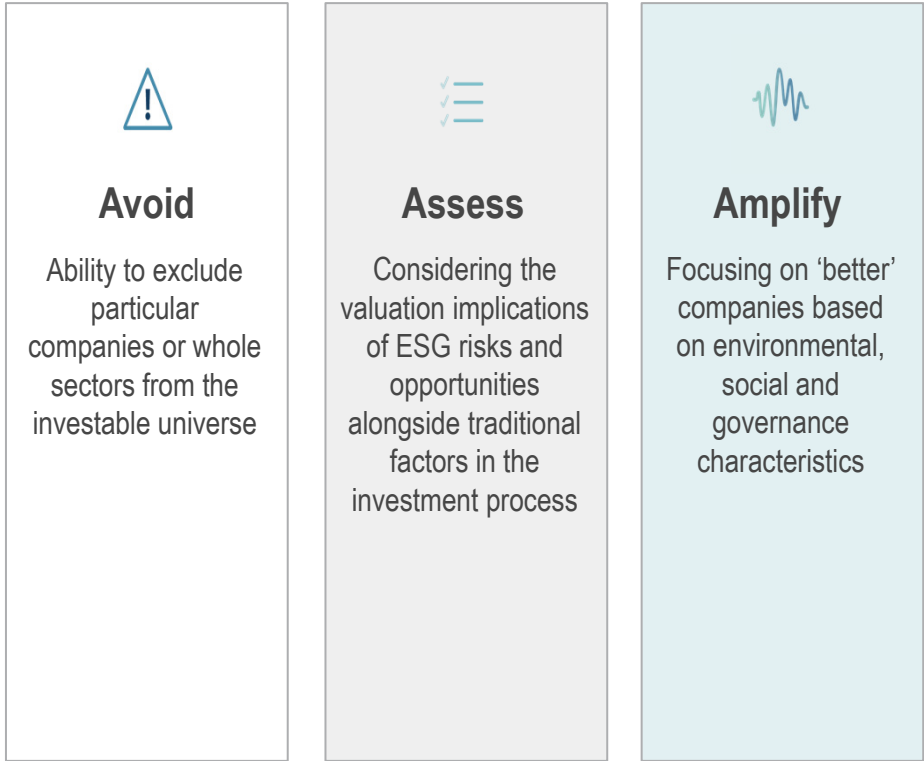 Avoid
Ability to exclude
particular
companies or whole
sectors from the
investable universe
Assess
Considering the
valuation implications
of ESG risks and
opportunities
alongside traditional
factors in the
investment process
Amplify
Focusing on ‘better’
companies based
on environmental,
social and
governance
characteristics